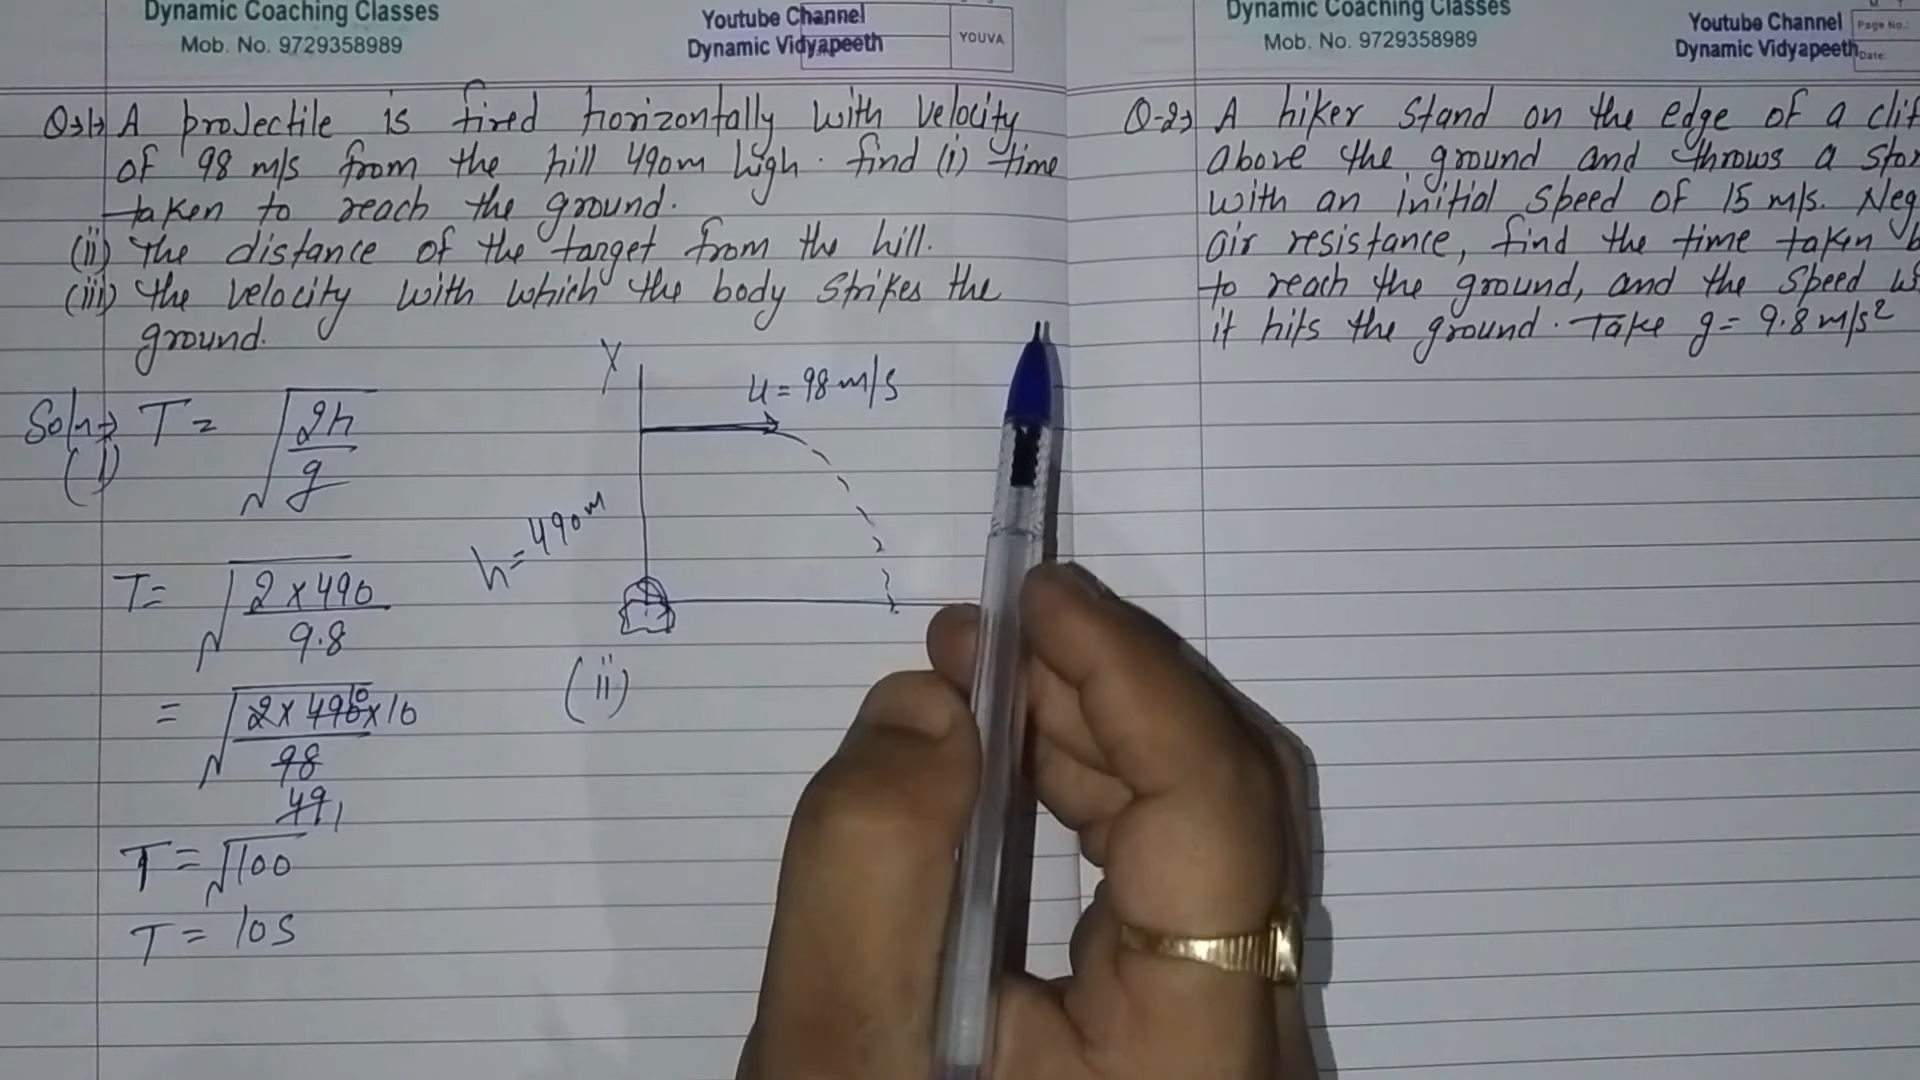 Dynamic Coaching Classes
Mob. No. 9729358989
Youtube Channel
Dynamic Vidyapeeth
YOUVA
Q→1→ A projectile is fired horizontally with velocity
of 98 m/s from the hill 490m high. find (i) time
taken to reach the ground.
(ii) The distance of the target from the hill.
(iii) the velocity with which the body strikes the
ground.
Soln→ T = √2h/g
(i)
T= √2×490/9.8
= √2×490×10/98
10
49 1
T = √100
T = 10s
Y
u = 98 m/s
h=490m
(ii)
Dynamic Coaching Classes
Mob. No. 9729358989
Youtube Channel
Dynamic Vidyapeeth
Page No.:
Date:
Q-2→ A hiker stand on the edge of a
above the ground and throws a
with an initial speed of 15 m/s.
air resistance, find the time taken
to reach the ground, and the speed
it hits the ground. Take g= 9.8 m/s2